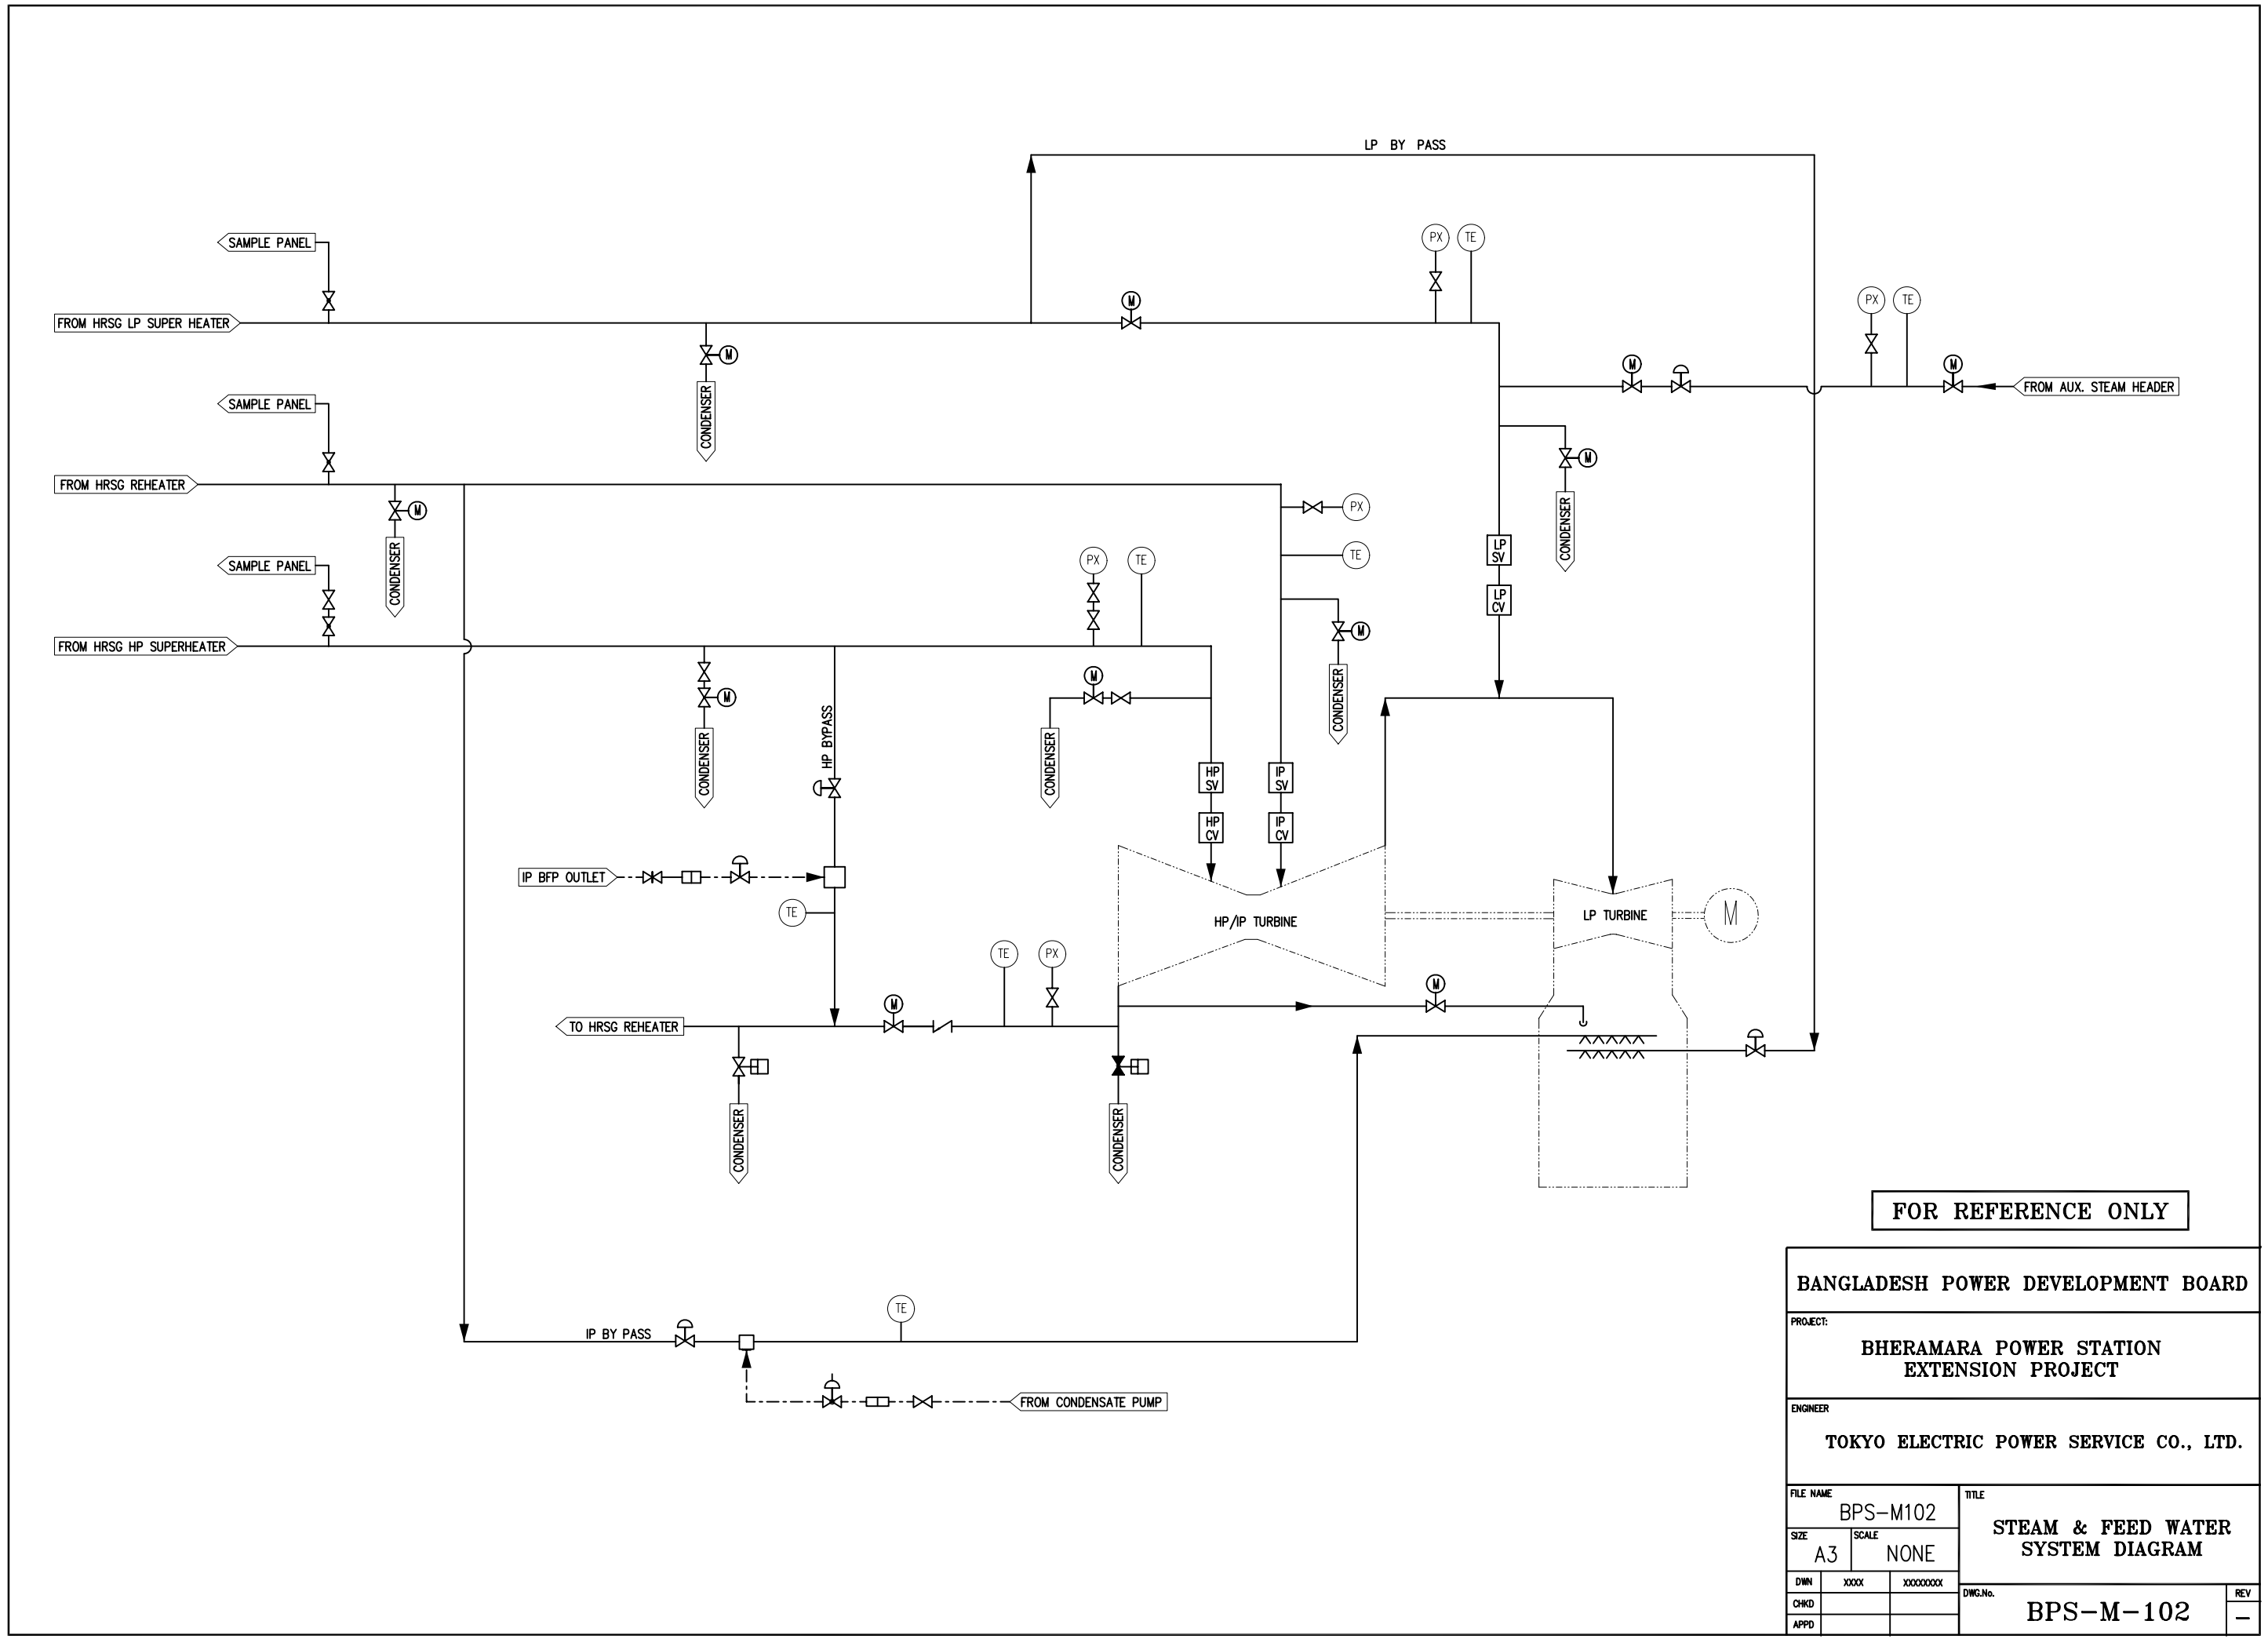 LP BY PASS
SAMPLE PANEL
PX
TE
PX
TE
M
FROM HRSG LP SUPER HEATER
M
M
M
FROM AUX. STEAM HEADER
M
CONDENSER
SAMPLE PANEL
M
CONDENSER
FROM HRSG REHEATER
M
CONDENSER
PX
TE
LP
SV
LP
CV
SAMPLE PANEL
PX
TE
M
CONDENSER
FROM HRSG HP SUPERHEATER
M
CONDENSER
HP BYPASS
M
CONDENSER
HP
SV
IP
SV
HP
CV
IP
CV
IP BFP OUTLET
TE
HP/IP TURBINE
LP TURBINE
M
TE
PX
M
M
TO HRSG REHEATER
CONDENSER
CONDENSER
TE
IP BY PASS
FROM CONDENSATE PUMP
FOR REFERENCE ONLY
BANGLADESH POWER DEVELOPMENT BOARD
PROJECT:
BHERAMARA POWER STATION
EXTENSION PROJECT
ENGINEER
TOKYO ELECTRIC POWER SERVICE CO., LTD.
FILE NAME
BPS-M102
TITLE
STEAM & FEED WATER
SYSTEM DIAGRAM
SIZE
A3
SCALE
NONE
DWN XXXX XXXXXXXX
CHKD
APPD
DWG.No.
BPS-M-102
REV
-